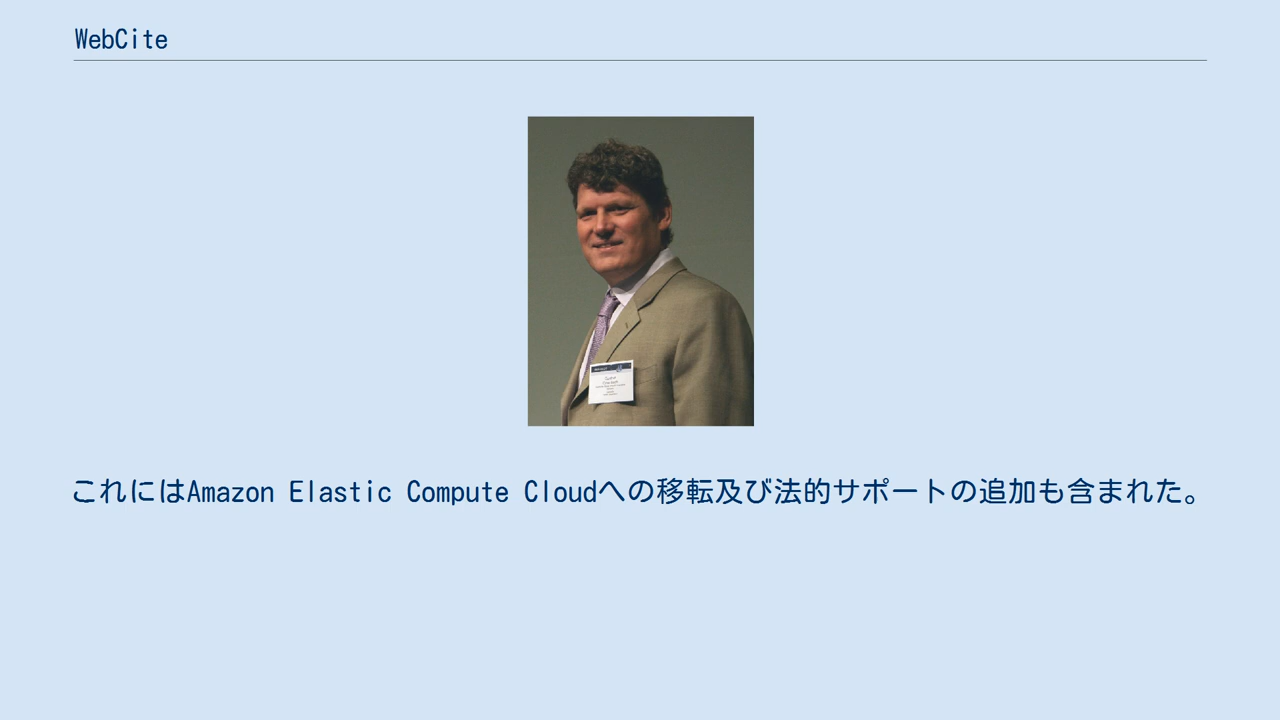 WebCite
これにはAmazon Elastic Compute Cloudへの移転及び法的サポートの追加も含まれた。